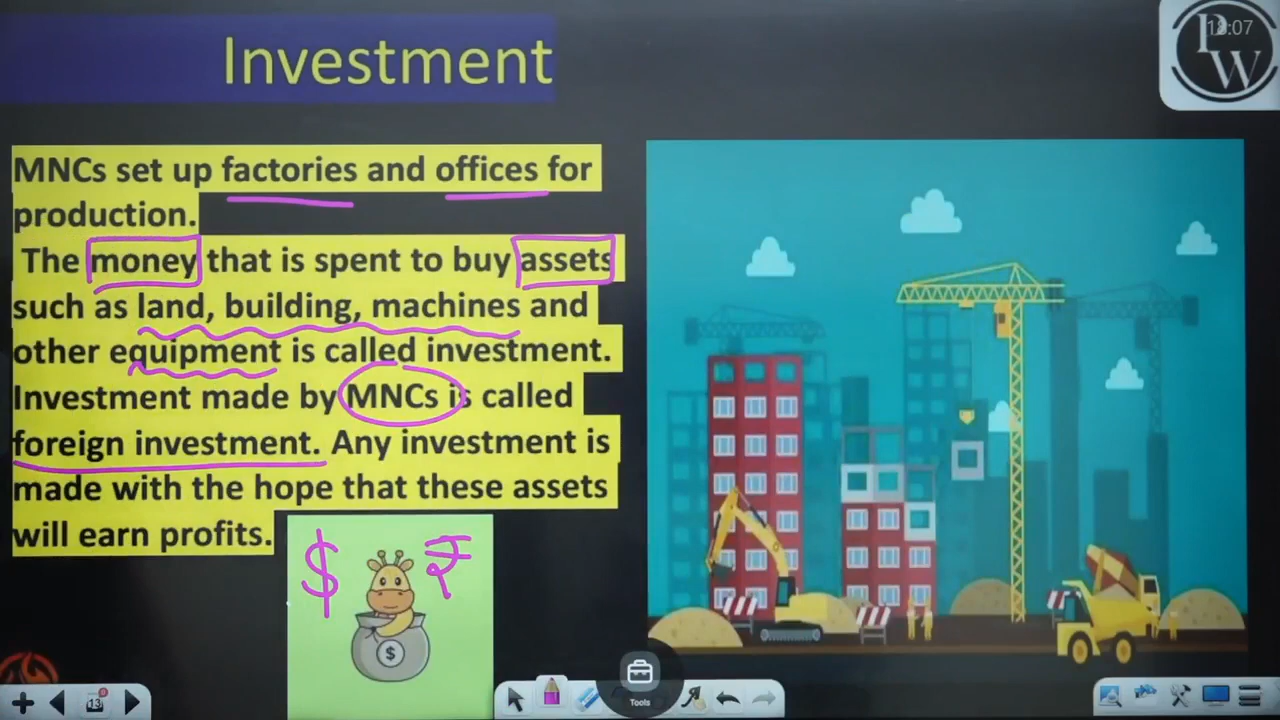 Investment
18:07
PW
MNCs set up factories and offices for
production.
The money that is spent to buy assets
such as land, building, machines and
other equipment is called investment.
Investment made by MNCs is called
foreign investment. Any investment is
made with the hope that these assets
will earn profits.
$ ₹
$
13
Tools